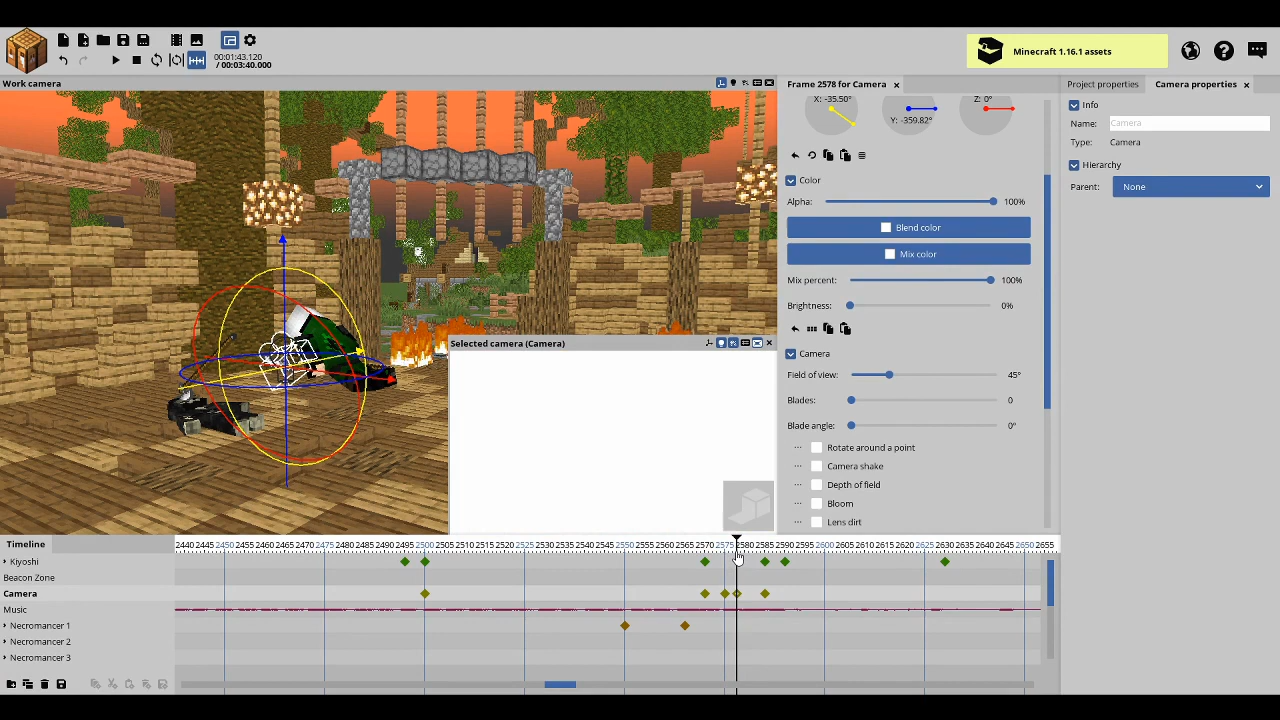 00:01:43.120
/ 00:03:40.000
Minecraft 1.16.1 assets
Work camera
Frame 2578 for Camera
Project properties
Camera properties
X: -35.50°
Y: -359.82°
Z: 0°
Info
Name: Camera
Type: Camera
Hierarchy
Parent: None
Color
Alpha: 100%
Blend color
Mix color
Mix percent: 100%
Brightness: 0%
Camera
Field of view: 45°
Blades: 0
Blade angle: 0°
Rotate around a point
Camera shake
Depth of field
Bloom
Lens dirt
Selected camera (Camera)
Timeline
2440 2445 2450 2455 2460 2465 2470 2475 2480 2485 2490 2495 2500 2505 2510 2515 2520 2525 2530 2535 2540 2545 2550 2555 2560 2565 2570 2575 2580 2585 2590 2595 2600 2605 2610 2615 2620 2625 2630 2635 2640 2645 2650 2655
Kiyoshi
Beacon Zone
Camera
Music
Necromancer 1
Necromancer 2
Necromancer 3